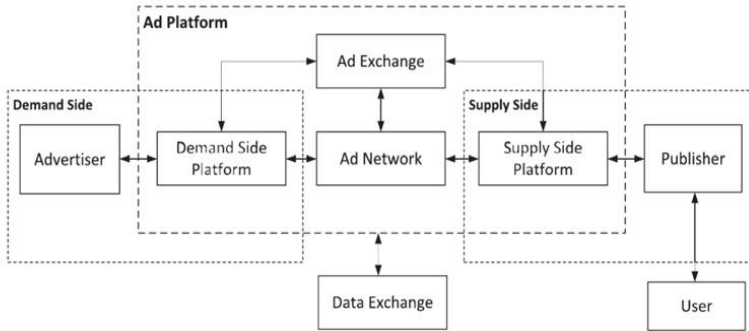 Ad Platform
Ad Exchange
Demand Side
Supply Side
Advertiser
Demand Side
Platform
Ad Network
Supply Side
Platform
Publisher
Data Exchange
User